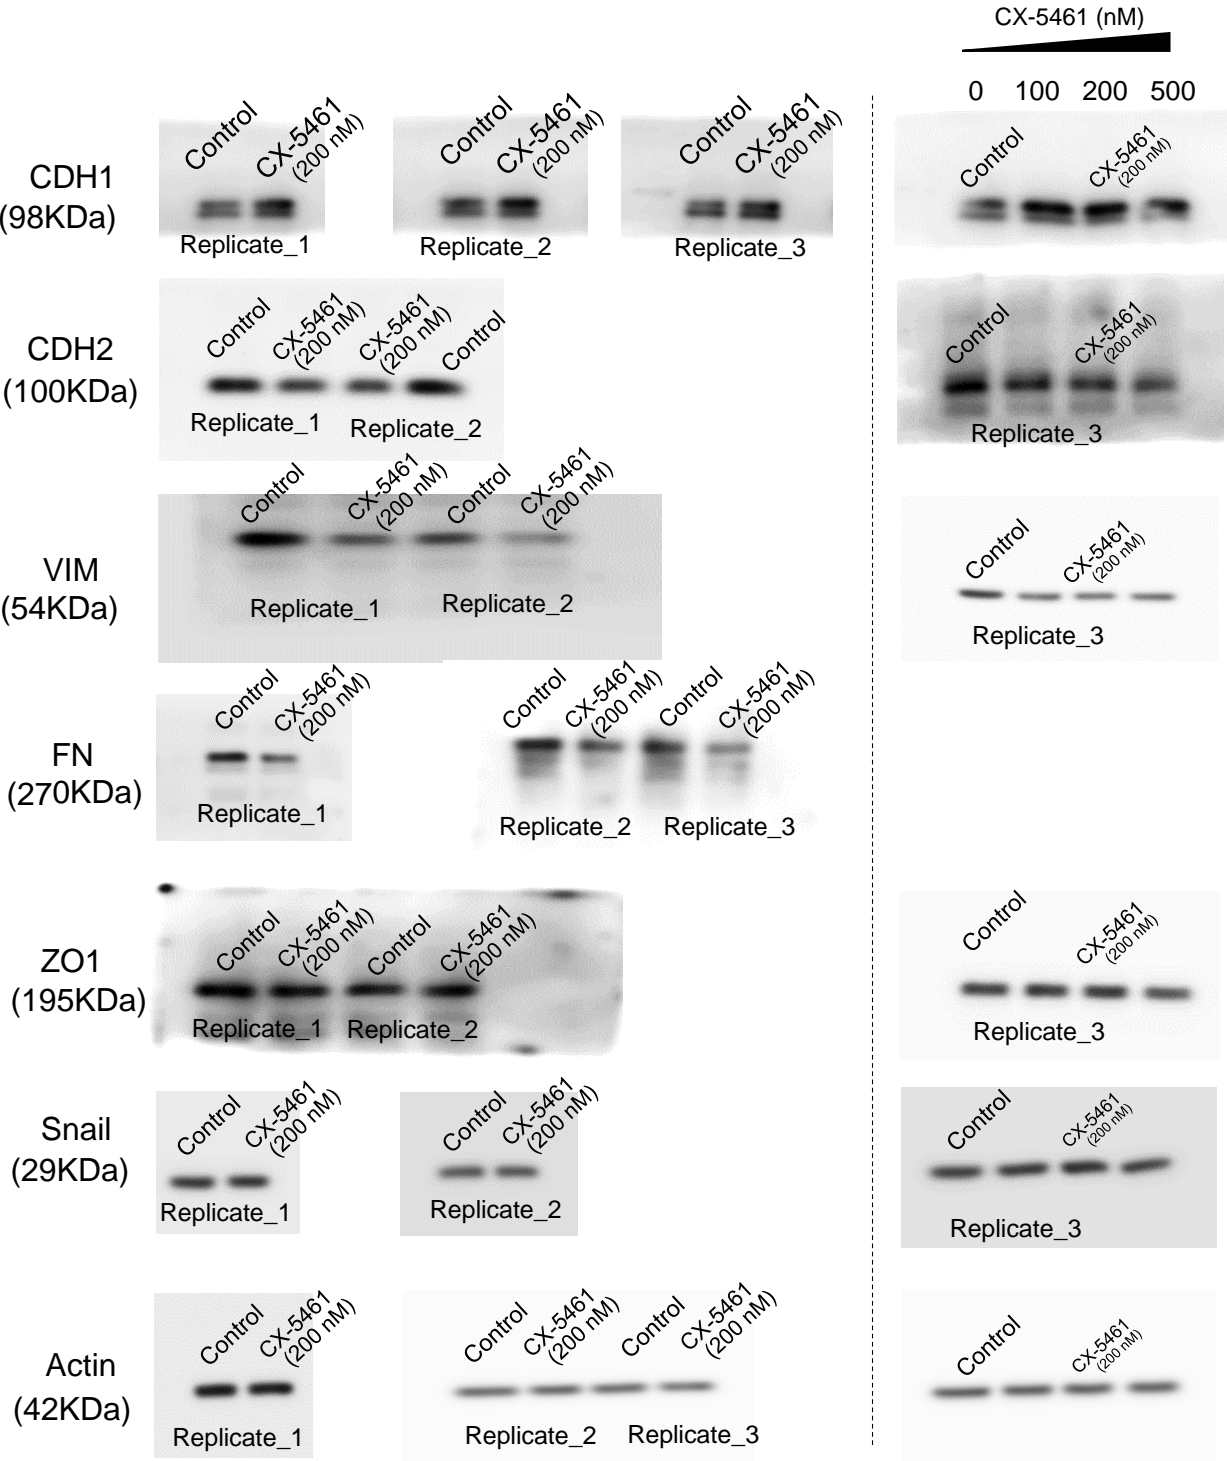 CX-5461 (nM)
0 100 200 500
CDH1
(98KDa)
Control
CX-5461
(200 nM)
Replicate_1
Control
CX-5461
(200 nM)
Replicate_2
Control
CX-5461
(200 nM)
Replicate_3
Control
CX-5461
(200 nM)
CDH2
(100KDa)
Control
CX-5461
(200 nM)
Replicate_1
CX-5461
(200 nM)
Control
Replicate_2
Control
CX-5461
(200 nM)
Replicate_3
VIM
(54KDa)
Control
CX-5461
(200 nM)
Replicate_1
Control
CX-5461
(200 nM)
Replicate_2
Control
CX-5461
(200 nM)
Replicate_3
FN
(270KDa)
Control
CX-5461
(200 nM)
Replicate_1
Control
CX-5461
(200 nM)
Replicate_2
Control
CX-5461
(200 nM)
Replicate_3
ZO1
(195KDa)
Control
CX-5461
(200 nM)
Replicate_1
Control
CX-5461
(200 nM)
Replicate_2
Control
CX-5461
(200 nM)
Replicate_3
Snail
(29KDa)
Control
CX-5461
(200 nM)
Replicate_1
Control
CX-5461
(200 nM)
Replicate_2
Control
CX-5461
(200 nM)
Replicate_3
Actin
(42KDa)
Control
CX-5461
(200 nM)
Replicate_1
Control
CX-5461
(200 nM)
Replicate_2
Control
CX-5461
(200 nM)
Replicate_3
Control
CX-5461
(200 nM)